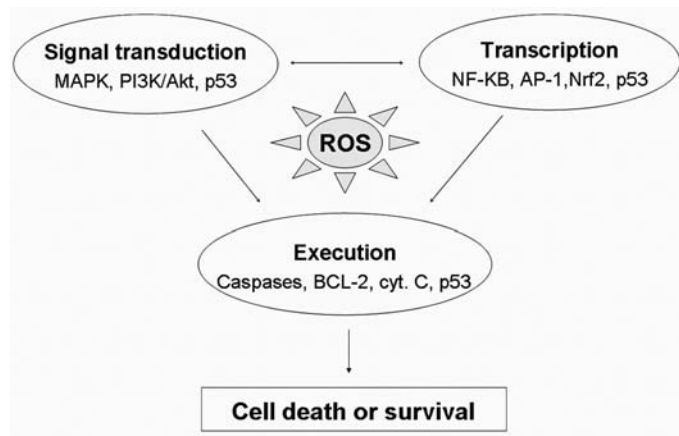 Signal transduction
MAPK, PI3K/Akt, p53
Transcription
NF-KB, AP-1,Nrf2, p53
ROS
Execution
Caspases, BCL-2, cyt. C, p53
Cell death or survival